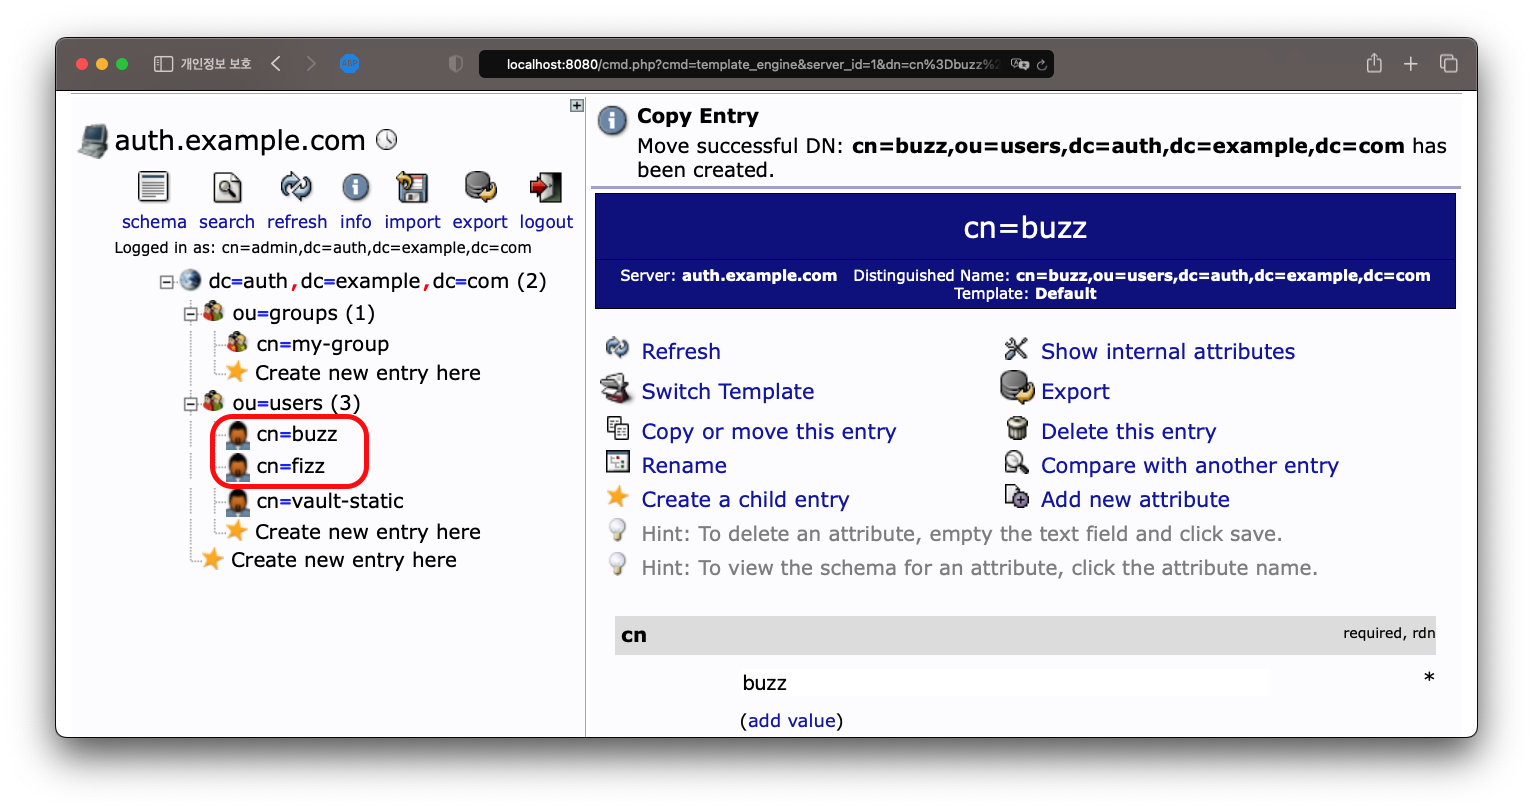 개인정보 보호
ABP
localhost:8080/cmd.php?cmd=template_engine&server_id=1&dn=cn%3Dbuzz%2
auth.example.com
schema search refresh info import export logout
Logged in as: cn=admin,dc=auth,dc=example,dc=com
dc=auth,dc=example,dc=com (2)
ou=groups (1)
cn=my-group
Create new entry here
ou=users (3)
cn=buzz
cn=fizz
cn=vault-static
Create new entry here
Create new entry here
Copy Entry
Move successful DN: cn=buzz,ou=users,dc=auth,dc=example,dc=com has
been created.
cn=buzz
Server: auth.example.com Distinguished Name: cn=buzz,ou=users,dc=auth,dc=example,dc=com
Template: Default
Refresh Show internal attributes
Switch Template Export
Copy or move this entry Delete this entry
Rename Compare with another entry
Create a child entry Add new attribute
Hint: To delete an attribute, empty the text field and click save.
Hint: To view the schema for an attribute, click the attribute name.
cn required, rdn
buzz *
(add value)